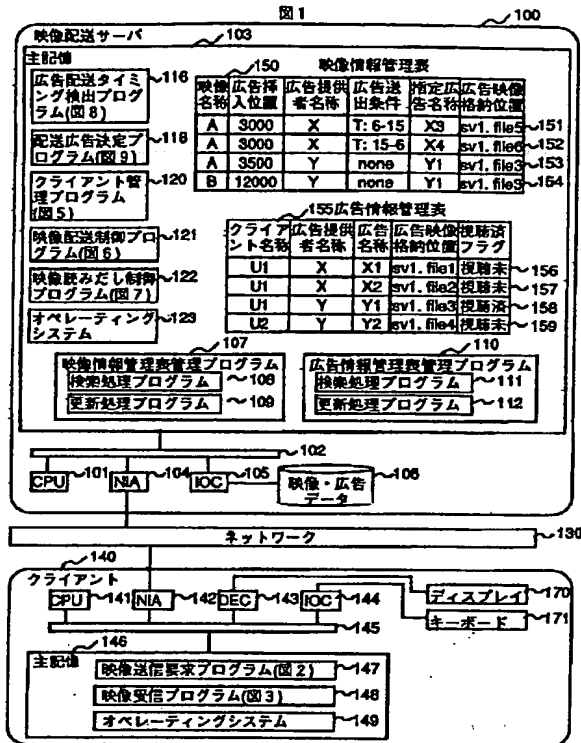 図1
100
映像配送サーバ
103
主記憶
広告配送タイミ
ング検出プログ
ラム(図8)
116
配送広告決定プ
ログラム(図9)
118
クライアント管
理プログラム
(図5)
120
映像配送制御プロ
グラム(図6)
121
映像読みだし制御
プログラム(図7)
122
オペレーティング
システム
123
150
映像情報管理表
映像名称 広告挿入位置 広告提供者名称 広告送出条件 指定広告名称 広告映像格納位置
A 3000 X T: 6-15 X3 sv1. file5 151
A 3000 X T: 15-6 X4 sv1. file6 152
A 3500 Y none Y1 sv1. file3 153
B 12000 Y none Y1 sv1. file3 154
155 広告情報管理表
クライアント名称 広告提供者名称 広告名称 広告映像格納位置 視聴済フラグ
U1 X X1 sv1. file1 視聴未 156
U1 X X2 sv1. file2 視聴未 157
U1 Y Y1 sv1. file3 視聴済 158
U2 Y Y2 sv1. file4 視聴未 159
107
映像情報管理表管理プログラム
検索処理プログラム 108
更新処理プログラム 109
110
広告情報管理表管理プログラム
検索処理プログラム 111
更新処理プログラム 112
102
CPU 101
NIA 104
IOC 105
映像・広告
データ
106
ネットワーク 130
140
クライアント
CPU 141
NIA 142
DEC 143
IOC 144
ディスプレイ 170
キーボード 171
145
146
主記憶
映像送信要求プログラム(図2) 147
映像受信プログラム(図3) 148
オペレーティングシステム 149